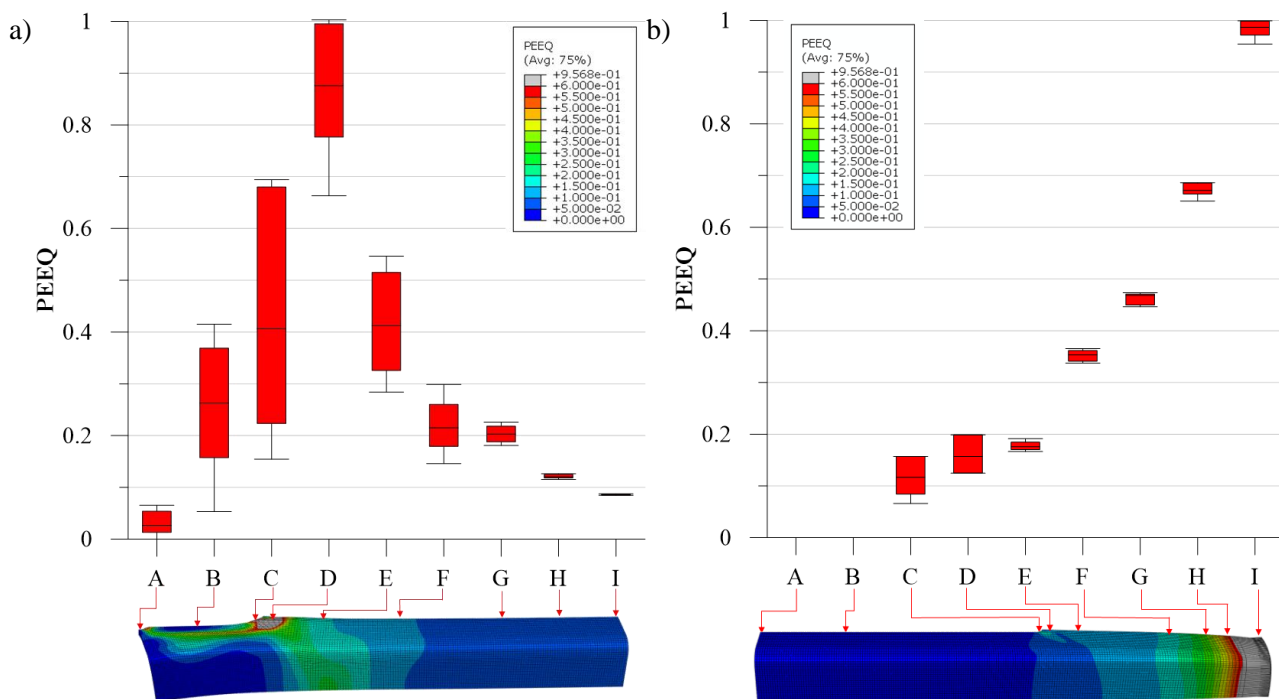 a)
PEEQ
1
0.8
0.6
0.4
0.2
0
PEEQ
(Avg: 75%)
+9.568e-01
+6.000e-01
+5.500e-01
+5.000e-01
+4.500e-01
+4.000e-01
+3.500e-01
+3.000e-01
+2.500e-01
+2.000e-01
+1.500e-01
+1.000e-01
+5.000e-02
+0.000e+00
A B C D E F G H I
b)
PEEQ
1
0.8
0.6
0.4
0.2
0
PEEQ
(Avg: 75%)
+9.568e-01
+6.000e-01
+5.500e-01
+5.000e-01
+4.500e-01
+4.000e-01
+3.500e-01
+3.000e-01
+2.500e-01
+2.000e-01
+1.500e-01
+1.000e-01
+5.000e-02
+0.000e+00
A B C D E F G H I